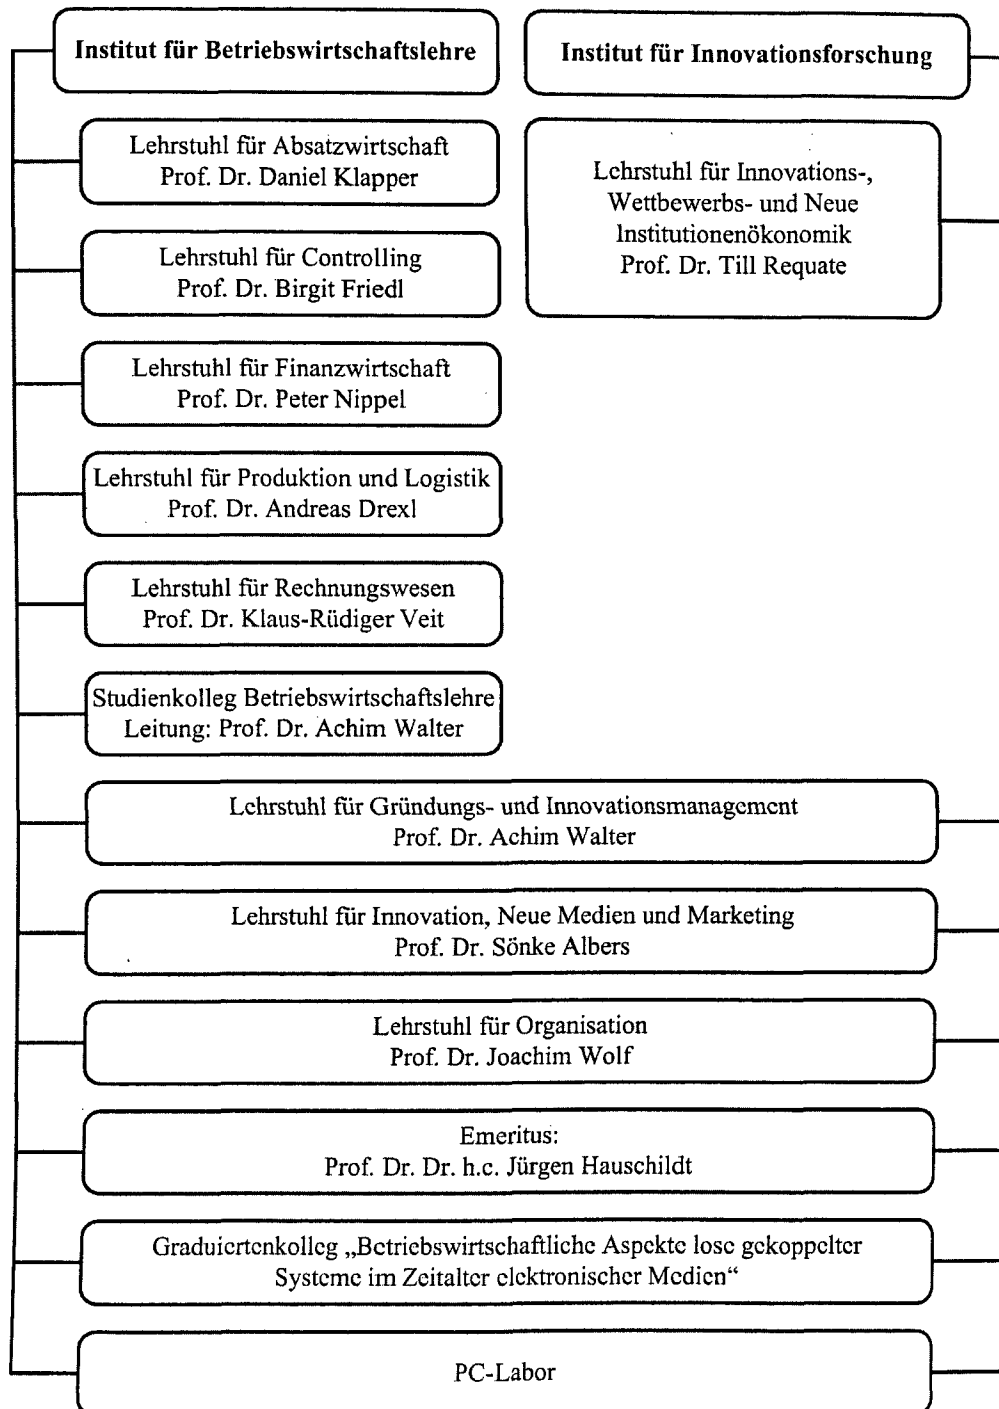 Institut für Betriebswirtschaftslehre
Institut für Innovationsforschung
Lehrstuhl für Absatzwirtschaft
Prof. Dr. Daniel Klapper
Lehrstuhl für Innovations-,
Wettbewerbs- und Neue
Institutionenökonomik
Prof. Dr. Till Requate
Lehrstuhl für Controlling
Prof. Dr. Birgit Friedl
Lehrstuhl für Finanzwirtschaft
Prof. Dr. Peter Nippel
Lehrstuhl für Produktion und Logistik
Prof. Dr. Andreas Drexl
Lehrstuhl für Rechnungswesen
Prof. Dr. Klaus-Rüdiger Veit
Studienkolleg Betriebswirtschaftslehre
Leitung: Prof. Dr. Achim Walter
Lehrstuhl für Gründungs- und Innovationsmanagement
Prof. Dr. Achim Walter
Lehrstuhl für Innovation, Neue Medien und Marketing
Prof. Dr. Sönke Albers
Lehrstuhl für Organisation
Prof. Dr. Joachim Wolf
Emeritus:
Prof. Dr. Dr. h.c. Jürgen Hauschildt
Graduiertenkolleg „Betriebswirtschaftliche Aspekte lose gekoppelter
Systeme im Zeitalter elektronischer Medien“
PC-Labor